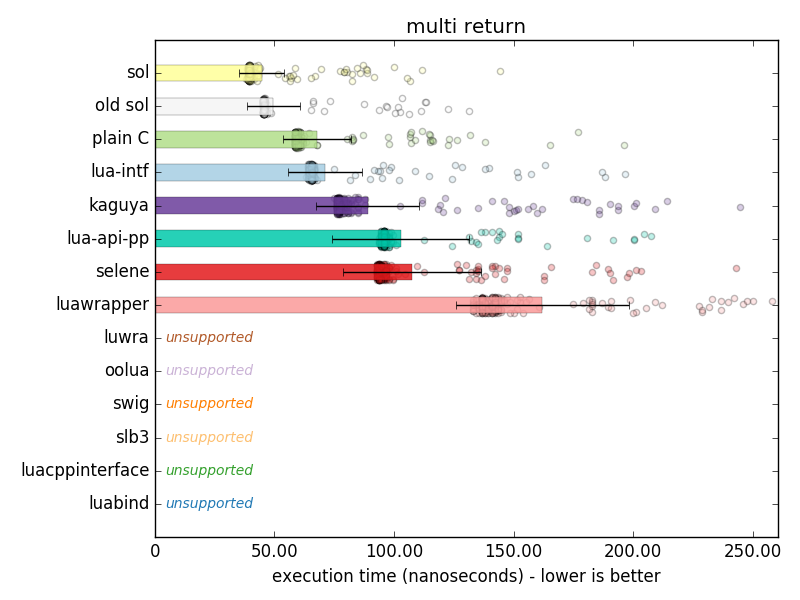 multi return
sol
old sol
plain C
lua-intf
kaguya
lua-api-pp
selene
luawrapper
luwra unsupported
oolua unsupported
swig unsupported
slb3 unsupported
luacppinterface unsupported
luabind unsupported
0 50.00 100.00 150.00 200.00 250.00
execution time (nanoseconds) - lower is better